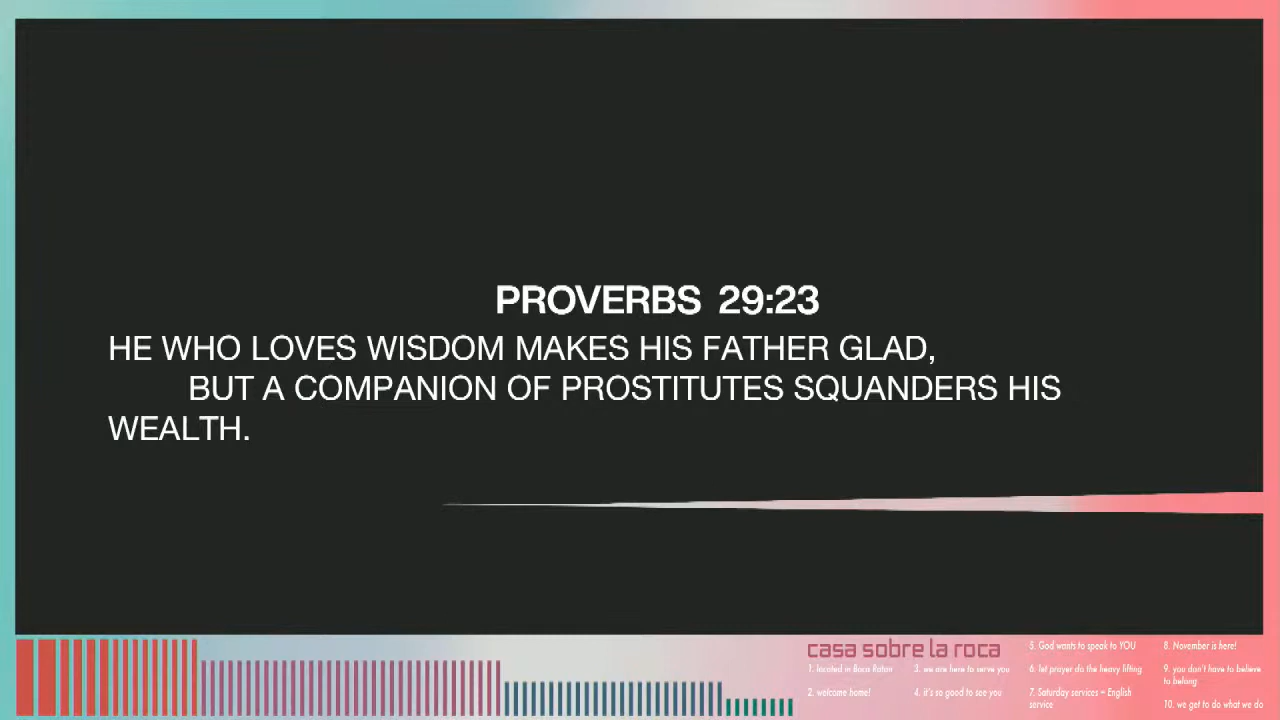 PROVERBS 29:23
HE WHO LOVES WISDOM MAKES HIS FATHER GLAD,
BUT A COMPANION OF PROSTITUTES SQUANDERS HIS
WEALTH.
casa sobre la roca
1. located in Boca Raton
2. welcome home!
3. we are here to serve you
4. it's so good to see you
5. God wants to speak to YOU
6. let prayer do the heavy lifting
7. Saturday services = English
service
8. November is here!
9. you don't have to believe
to belong
10. we get to do what we do